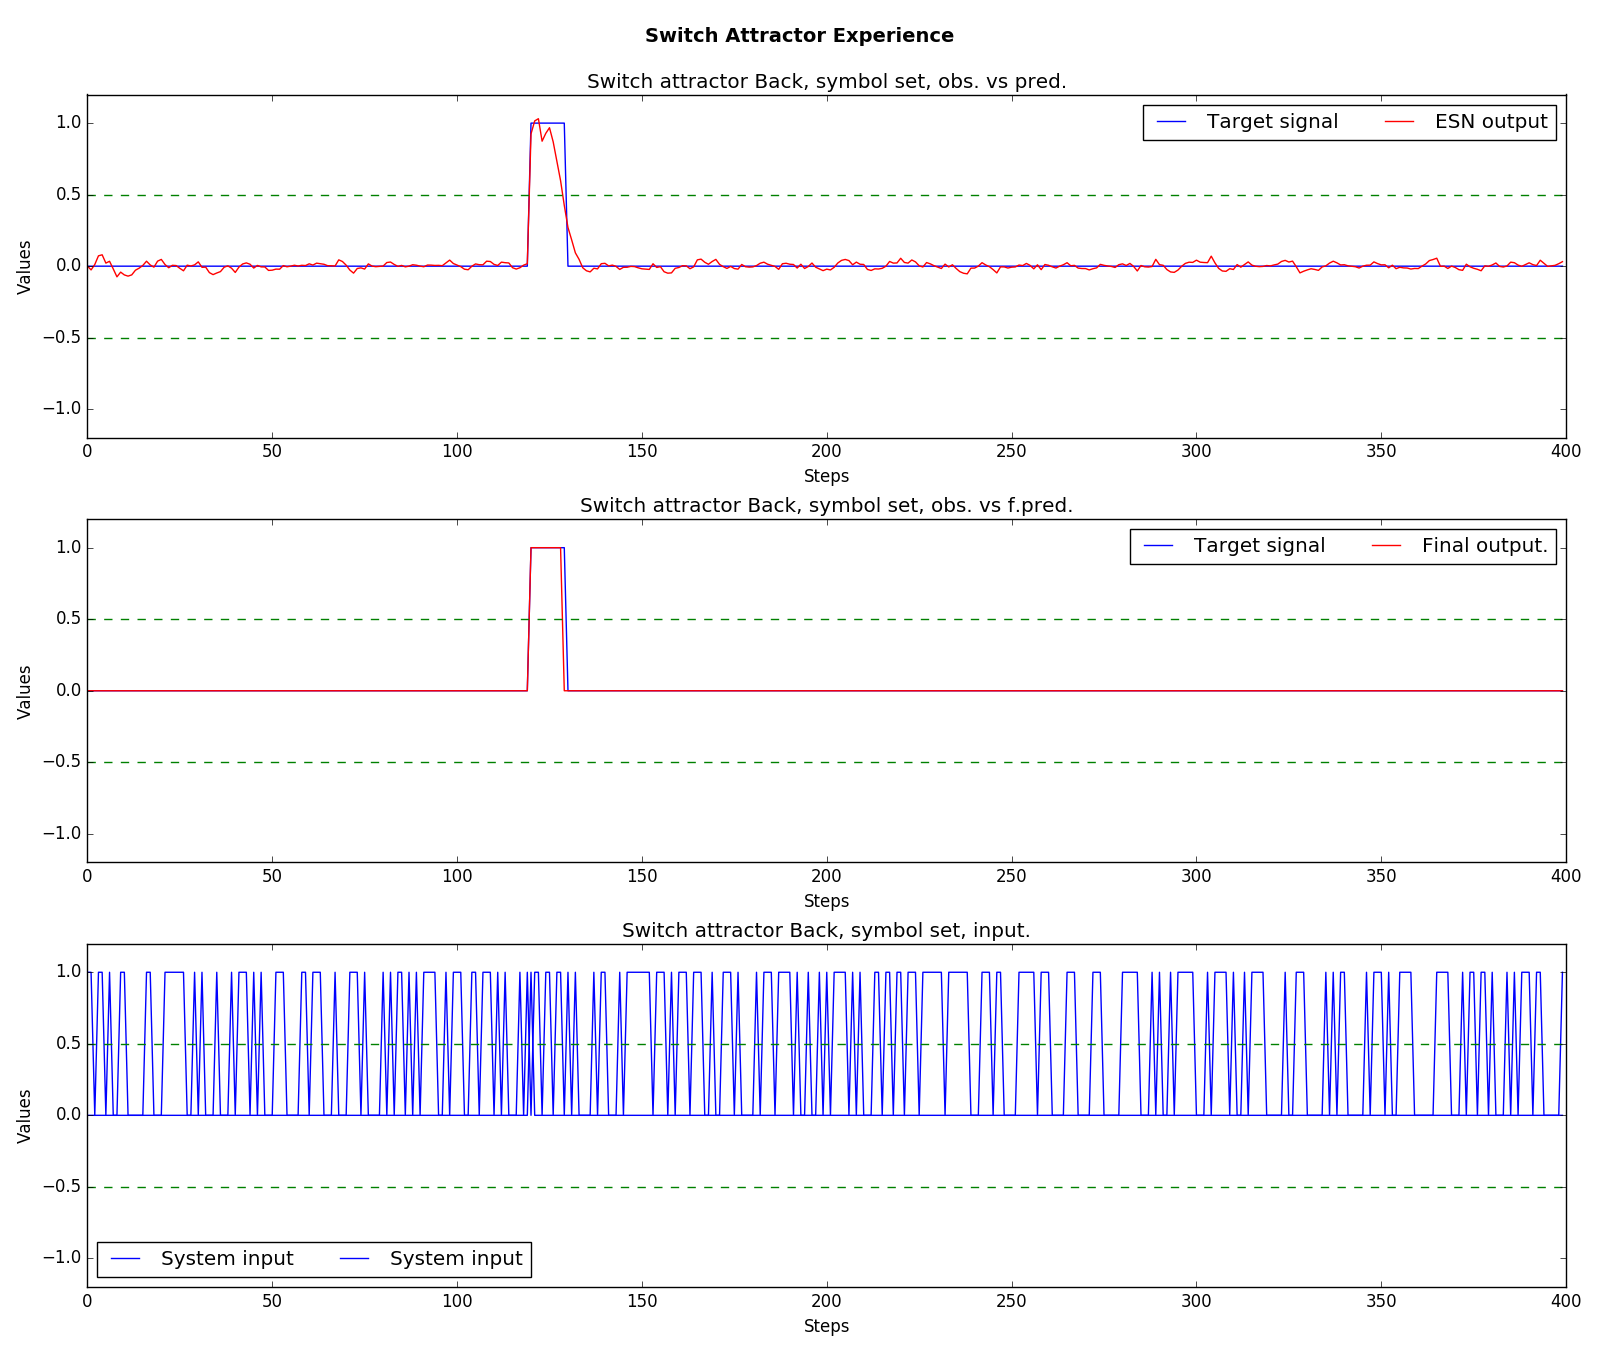 Switch Attractor Experience
Switch attractor Back, symbol set, obs. vs pred.
Target signal ESN output
1.0
0.5
0.0
−0.5
−1.0
Values
0 50 100 150 200 250 300 350 400
Steps
Switch attractor Back, symbol set, obs. vs f.pred.
Target signal Final output.
1.0
0.5
0.0
−0.5
−1.0
Values
0 50 100 150 200 250 300 350 400
Steps
Switch attractor Back, symbol set, input.
1.0
0.5
0.0
−0.5
−1.0
Values
System input System input
0 50 100 150 200 250 300 350 400
Steps